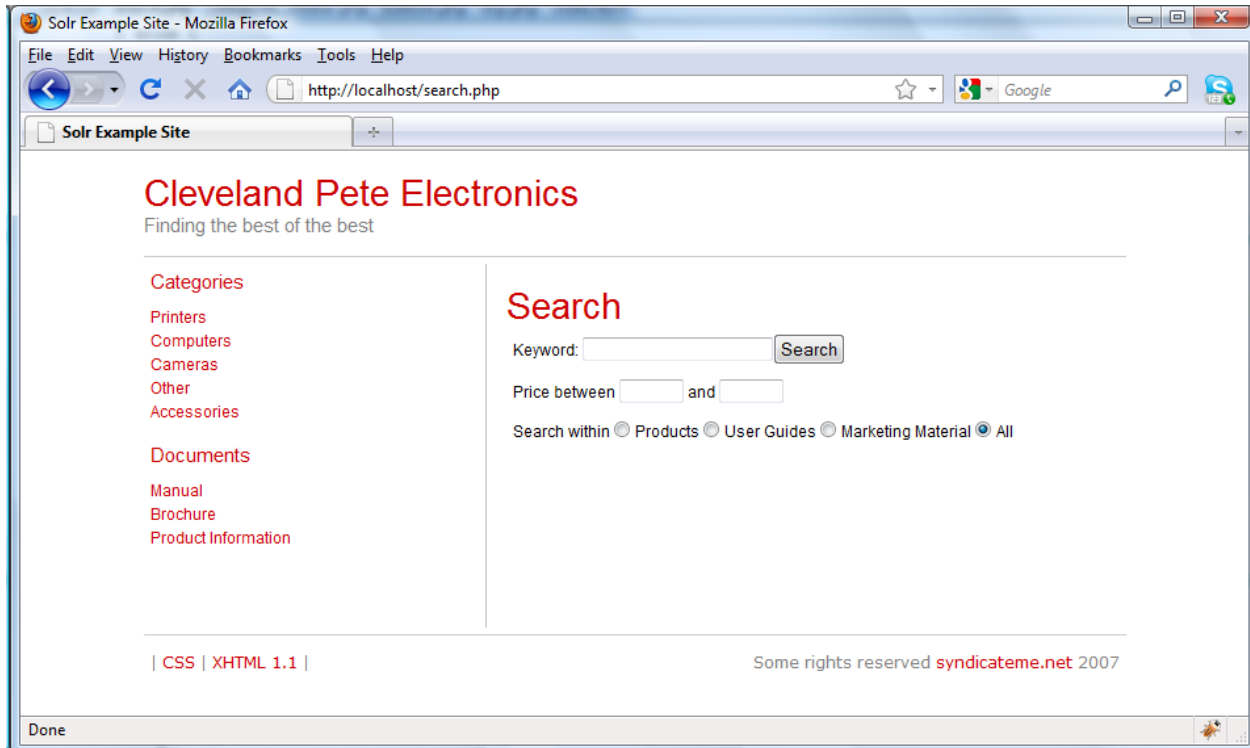 Solr Example Site - Mozilla Firefox
File Edit View History Bookmarks Tools Help
http://localhost/search.php
Google
Solr Example Site
Cleveland Pete Electronics
Finding the best of the best
Categories
Printers
Computers
Cameras
Other
Accessories
Documents
Manual
Brochure
Product Information
Search
Keyword: Search
Price between and
Search within Products User Guides Marketing Material All
| CSS | XHTML 1.1 |
Some rights reserved syndicateme.net 2007
Done